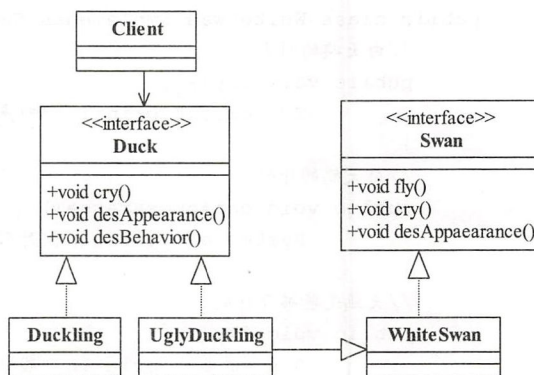 Client
<<interface>>
Duck
+void cry()
+void desAppearance()
+void desBehavior()
<<interface>>
Swan
+void fly()
+void cry()
+void desAppaearance()
Duckling
UglyDuckling
WhiteSwan